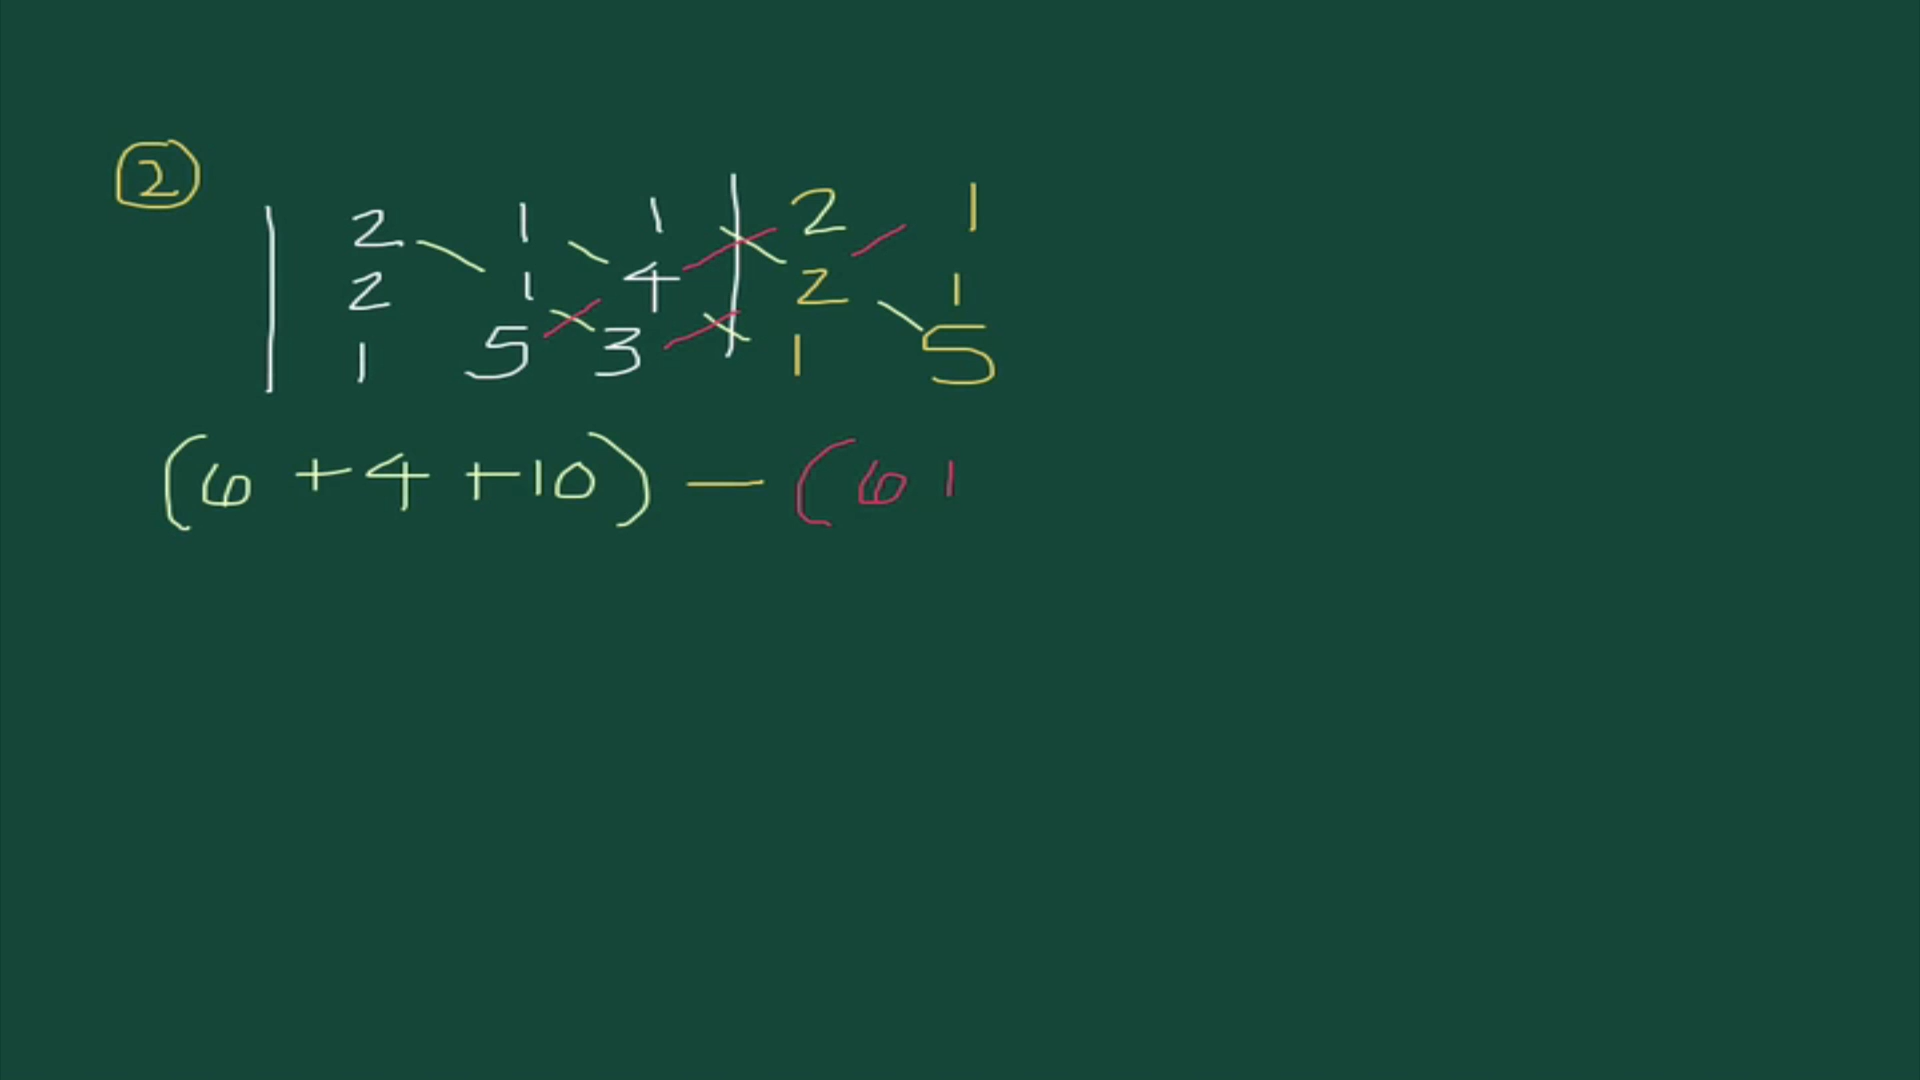 ②
| 2 1 1 | 2 1
2 1 4 2 1
1 5 3 1 5
(6 + 4 + 10) - (6 1